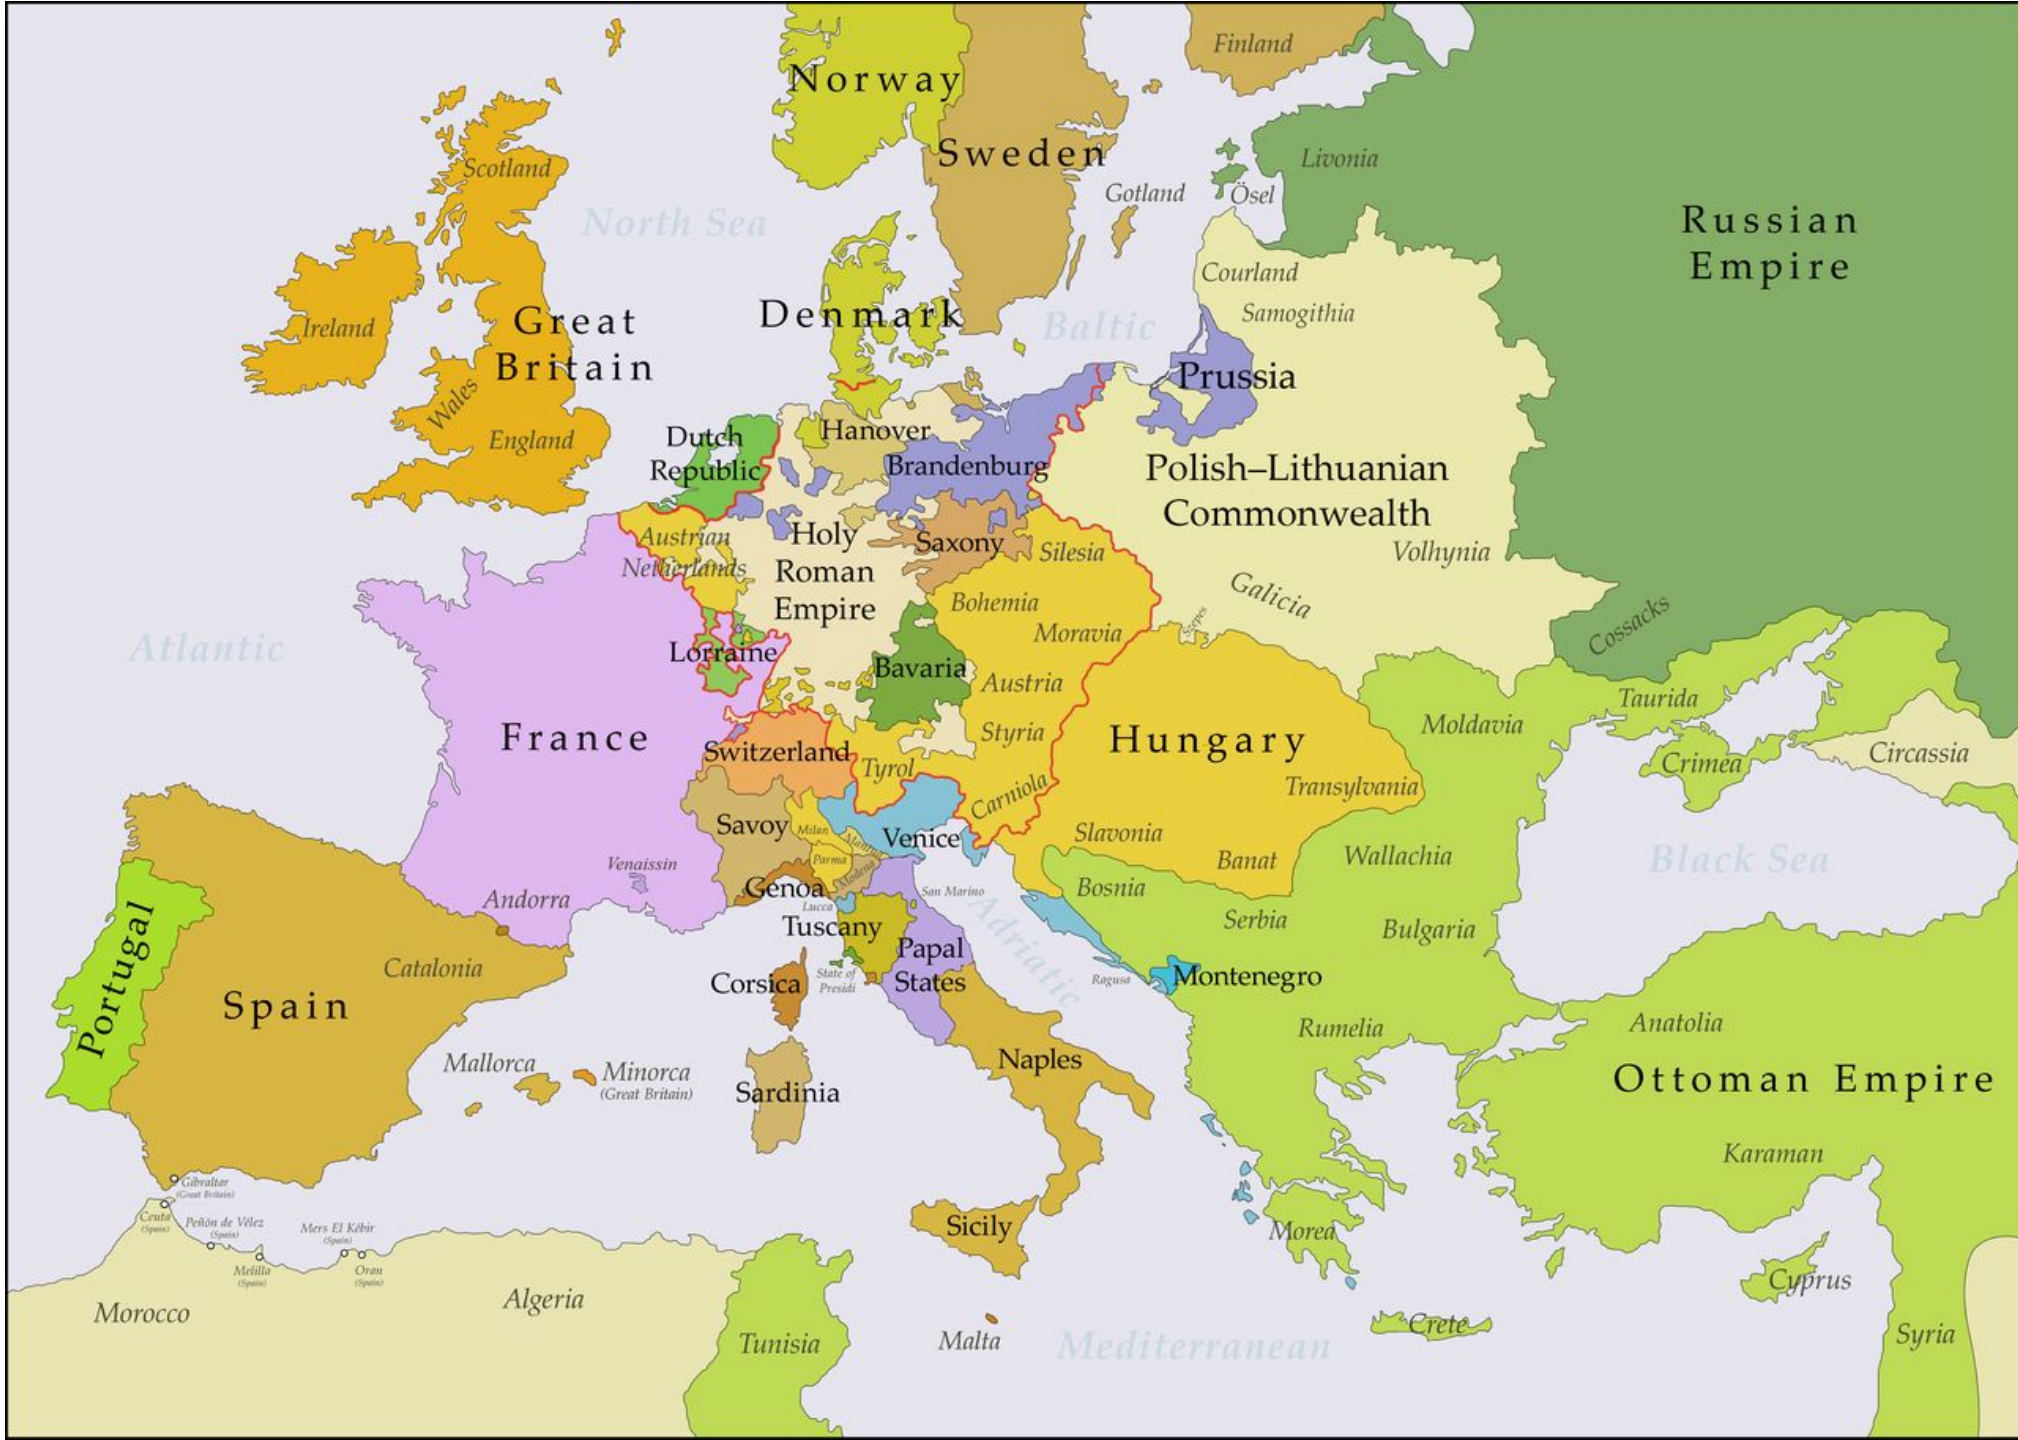 Norway
Finland
Sweden
Scotland
Livonia
Gotland
Ösel
North Sea
Russian
Empire
Courland
Samogithia
Ireland
Great
Britain
Denmark
Baltic
Prussia
Wales
England
Dutch
Republic
Hanover
Brandenburg
Polish–Lithuanian
Commonwealth
Austrian
Netherlands
Holy
Roman
Empire
Saxony
Silesia
Volhynia
Galicia
Bohemia
Moravia
Szepes
Cossacks
Atlantic
Lorraine
Bavaria
Austria
Taurida
Moldavia
France
Switzerland
Styria
Hungary
Tyrol
Crimea
Circassia
Transylvania
Carniola
Savoy
Milan
Mantua
Venice
Slavonia
Parma
Modena
Banat
Wallachia
Black Sea
Venaissin
Genoa
San Marino
Bosnia
Andorra
Lucca
Tuscany
Adriatic
Serbia
Bulgaria
Portugal
Catalonia
Papal
States
Corsica
State of
Presidi
Ragusa
Montenegro
Spain
Rumelia
Anatolia
Mallorca
Minorca
(Great Britain)
Sardinia
Naples
Ottoman Empire
Karaman
Gibraltar
(Great Britain)
Ceuta
(Spain)
Peñón de Vélez
(Spain)
Mers El Kébir
(Spain)
Melilla
(Spain)
Oran
(Spain)
Sicily
Morea
Cyprus
Morocco
Algeria
Tunisia
Malta
Mediterranean
Crete
Syria